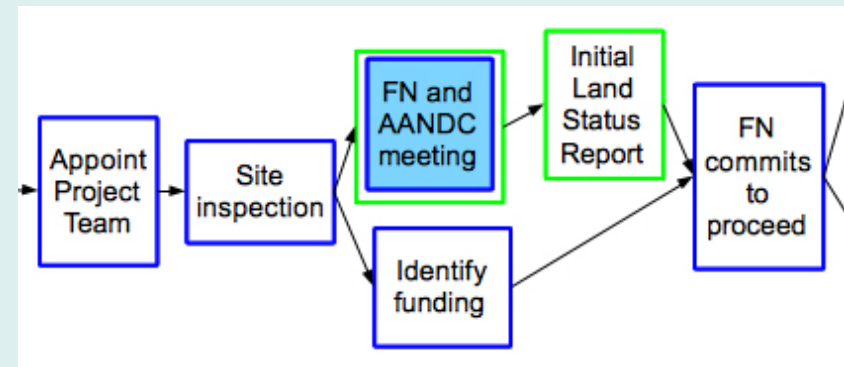 Appoint
Project
Team
Site
inspection
FN and
AANDC
meeting
Initial
Land
Status
Report
Identify
funding
FN
commits
to
proceed